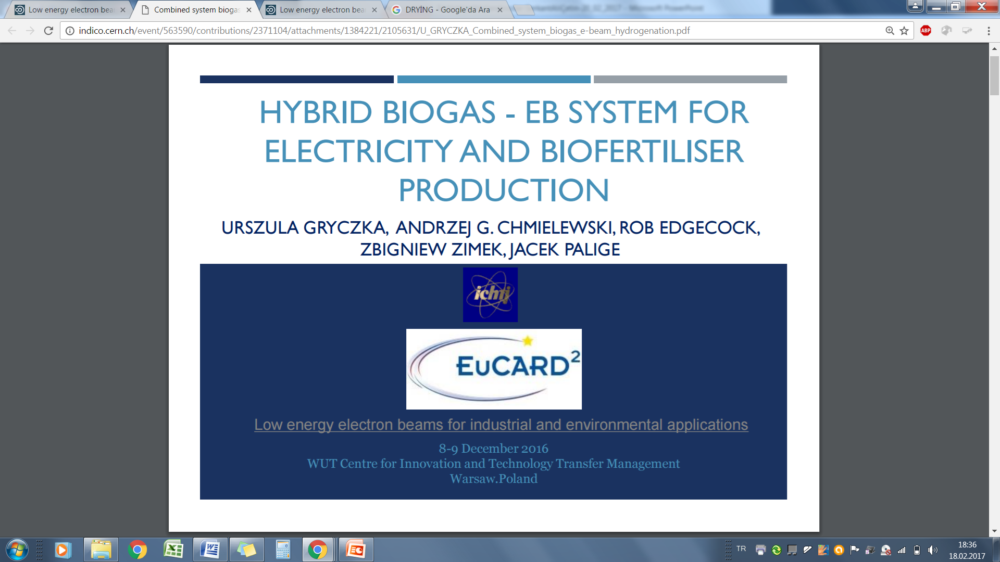 Low energy electron bea
Combined system biogas
Low energy electron bea
DRYİNG - Google'da Ara
indico.cern.ch/event/563590/contributions/2371104/attachments/1384221/2105631/U_GRYCZKA_Combined_system_biogas_e-beam_hydrogenation.pdf
ABP
HYBRID BIOGAS - EB SYSTEM FOR
ELECTRICITY AND BIOFERTILISER
PRODUCTION
URSZULA GRYCZKA, ANDRZEJ G. CHMIELEWSKI, ROB EDGECOCK,
ZBIGNIEW ZIMEK, JACEK PALIGE
ichtj
EuCARD²
Low energy electron beams for industrial and environmental applications
8-9 December 2016
WUT Centre for Innovation and Technology Transfer Management
Warsaw.Poland
TR
18:36
18.02.2017